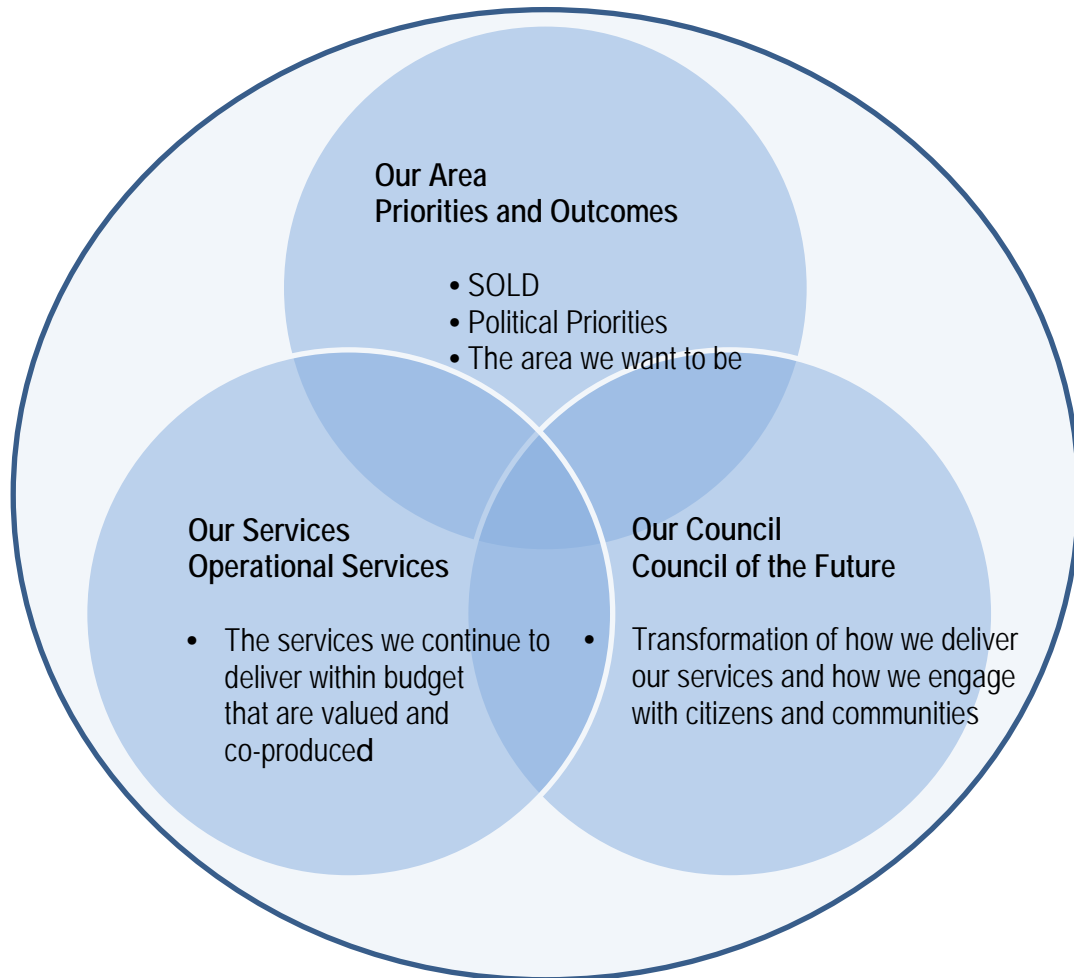 Our Area
Priorities and Outcomes
• SOLD
• Political Priorities
• The area we want to be
Our Services
Operational Services
• The services we continue to
deliver within budget
that are valued and
co-produced
Our Council
Council of the Future
• Transformation of how we deliver
our services and how we engage
with citizens and communities